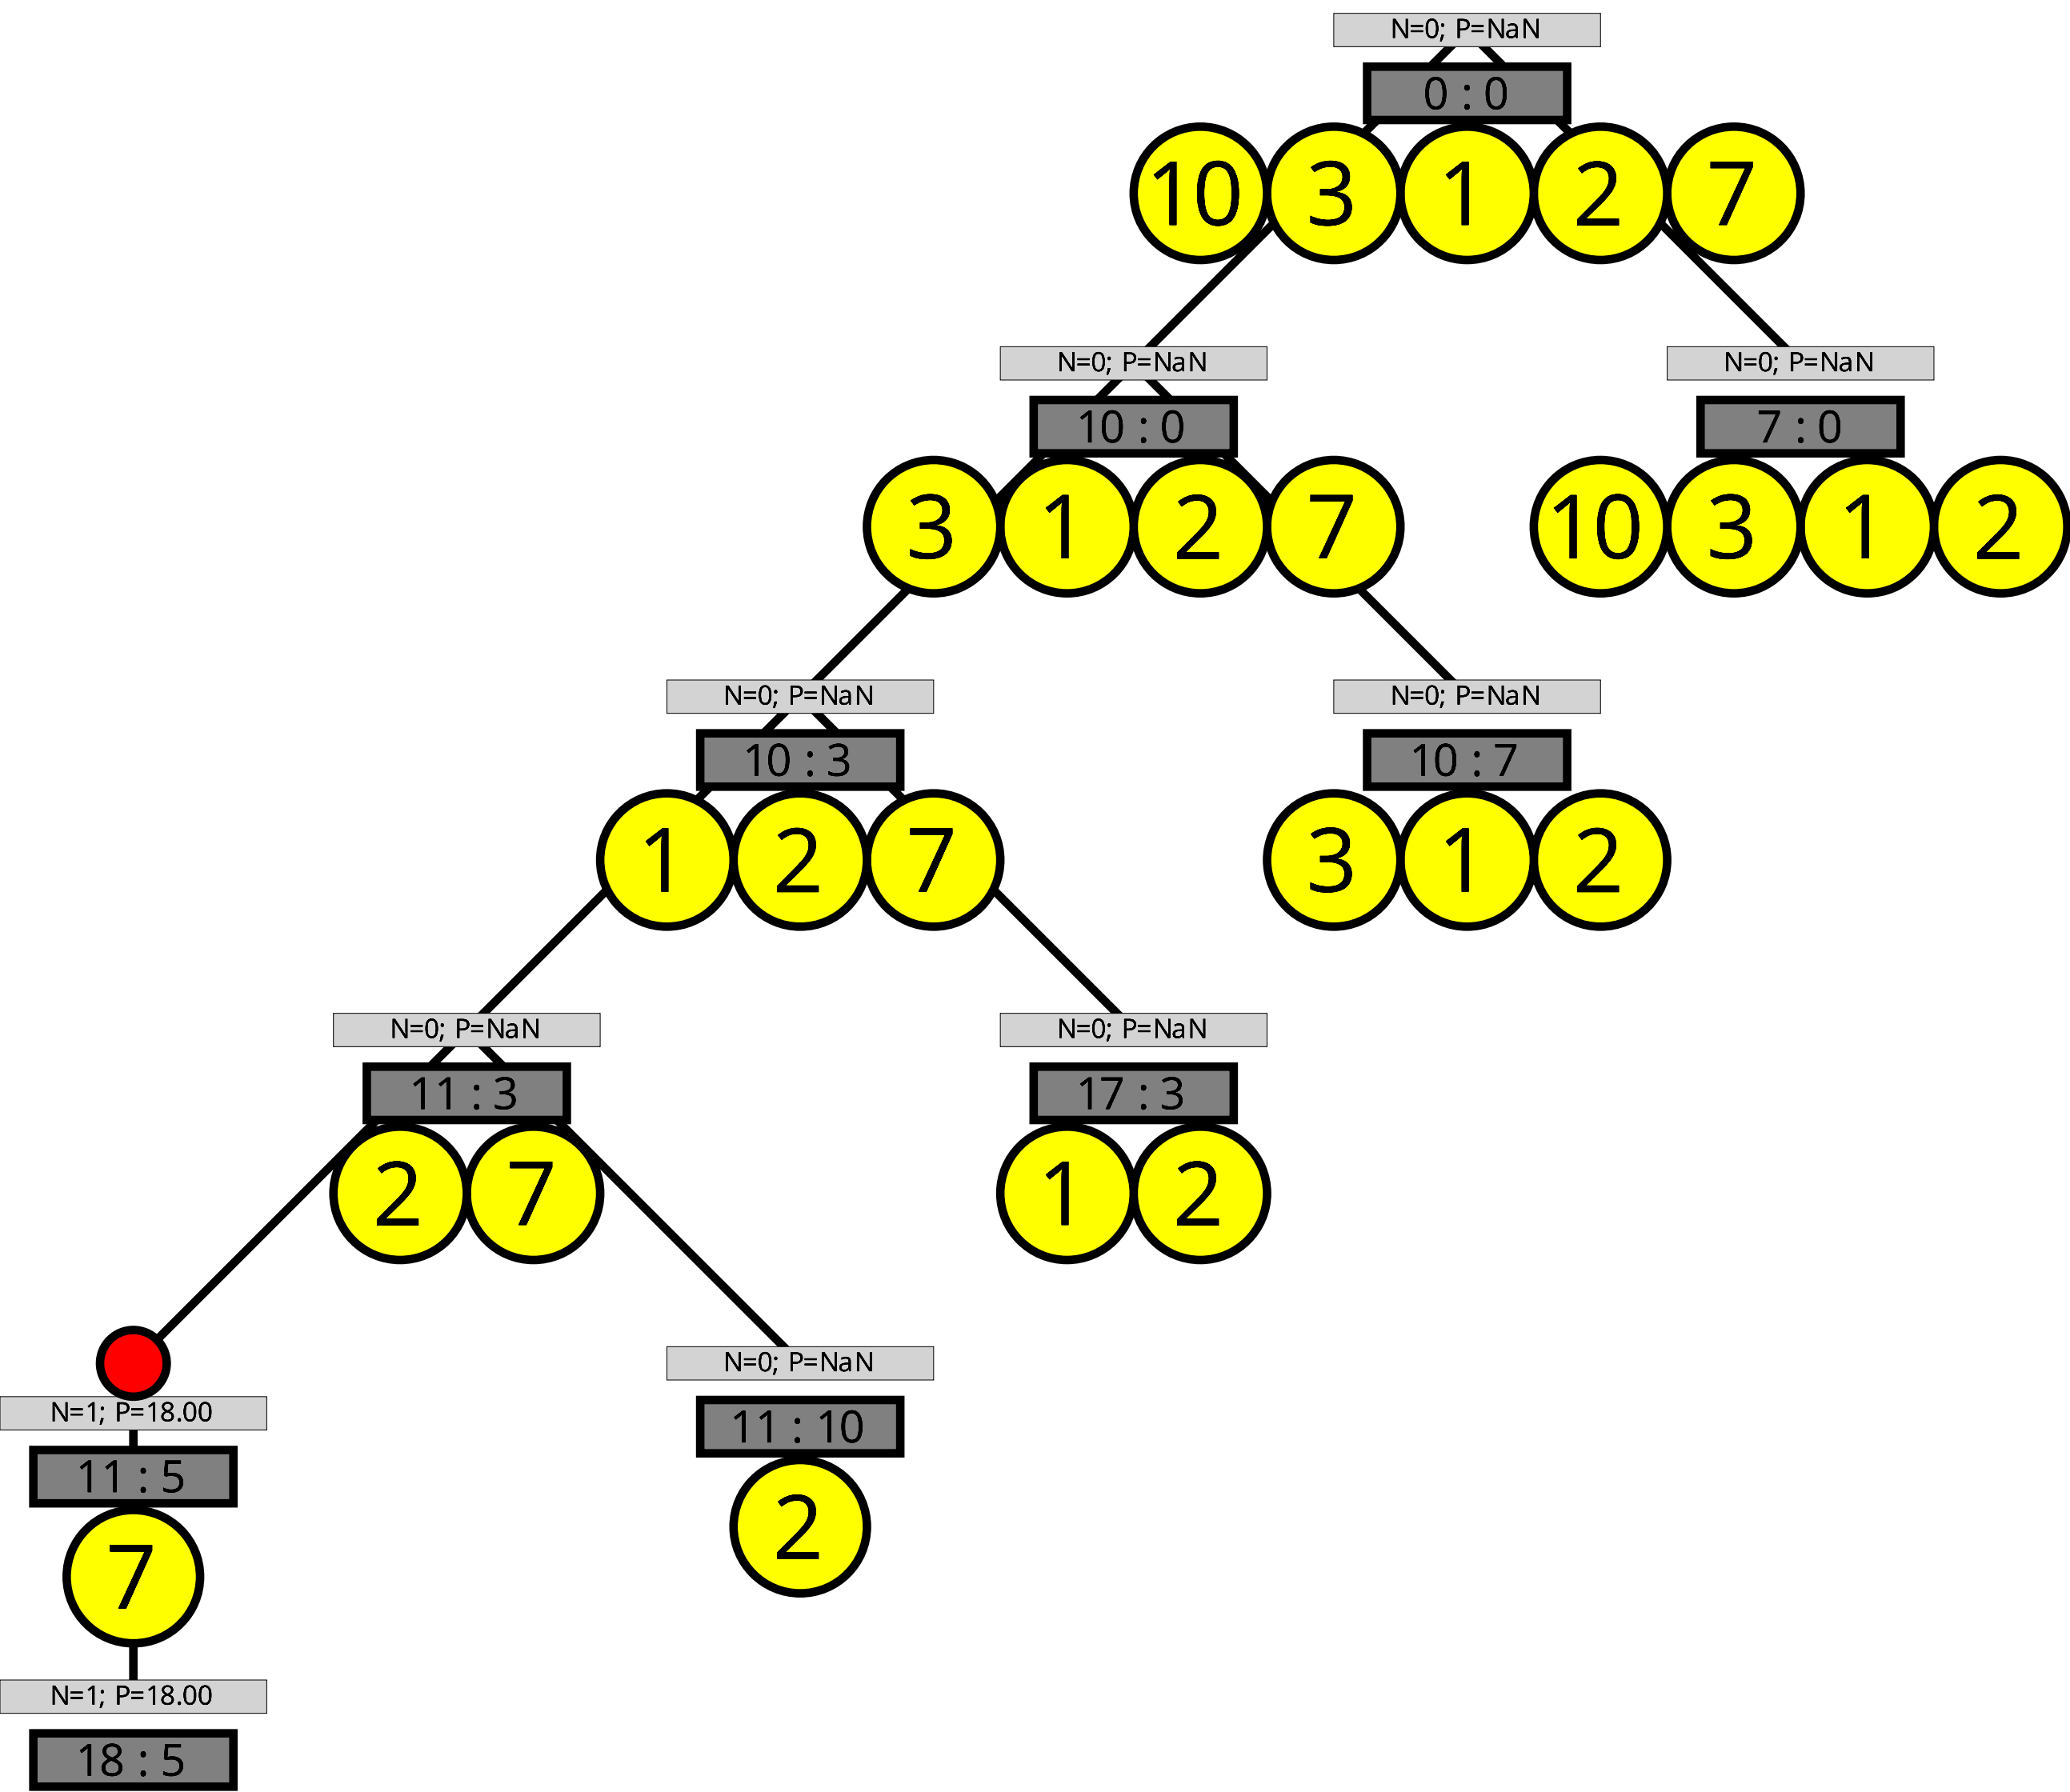 N=0; P=NaN
0 : 0
10 3 1 2 7
N=0; P=NaN N=0; P=NaN
10 : 0 7 : 0
3 1 2 7 10 3 1 2
N=0; P=NaN N=0; P=NaN
10 : 3 10 : 7
1 2 7 3 1 2
N=0; P=NaN N=0; P=NaN
11 : 3 17 : 3
2 7 1 2
N=0; P=NaN
N=1; P=18.00
11 : 10
11 : 5
2
7
N=1; P=18.00
18 : 5